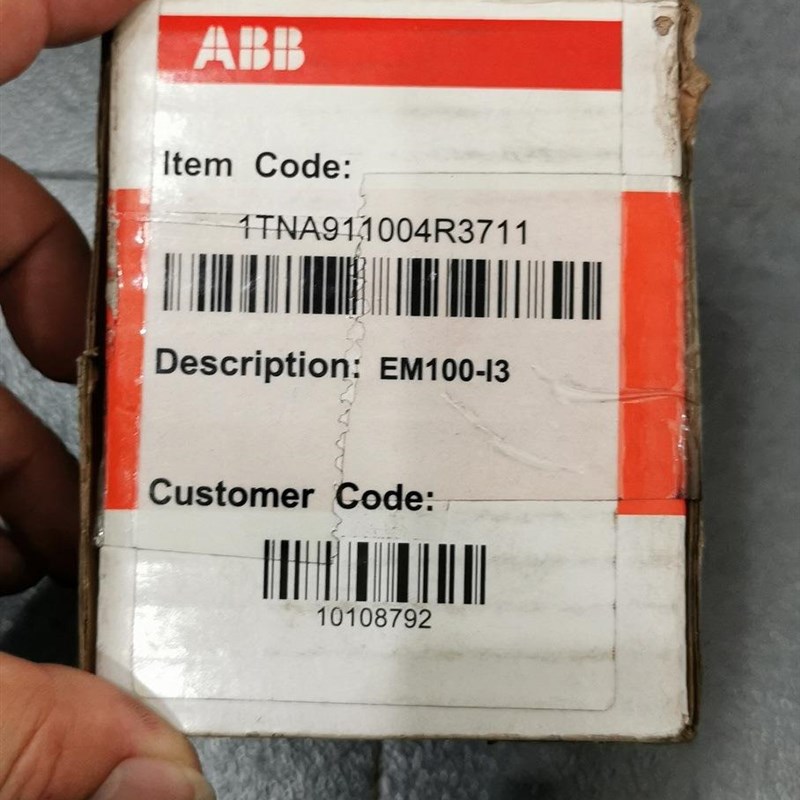 ABB
Item Code:
1TNA911004R3711
Description: EM100-I3
Customer Code:
10108792